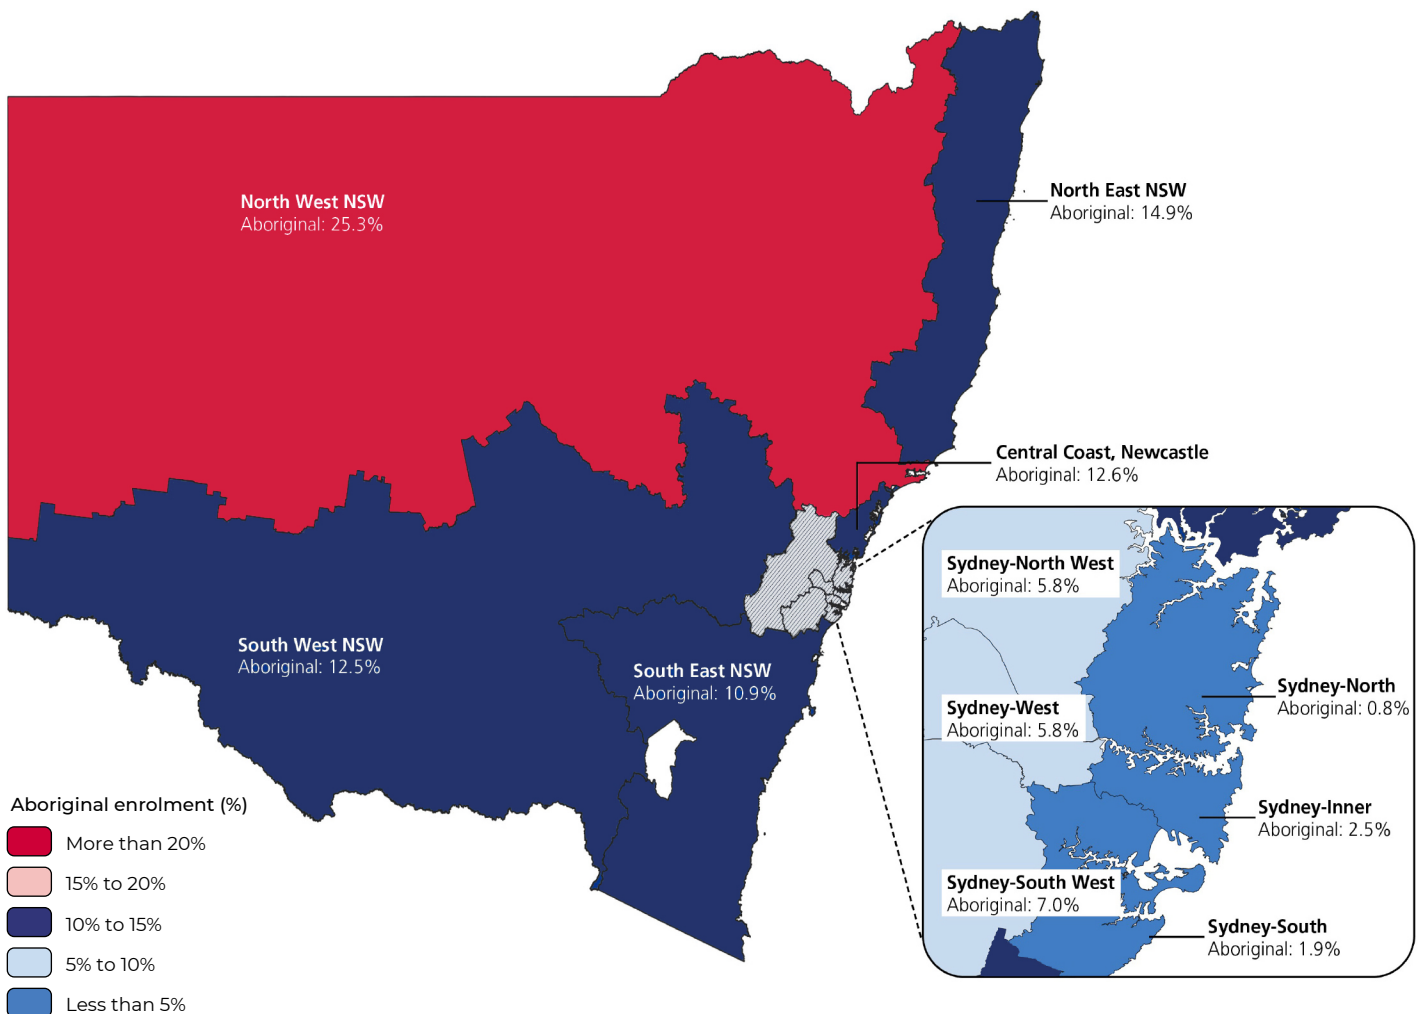 North West NSW
Aboriginal: 25.3%
North East NSW
Aboriginal: 14.9%
Central Coast, Newcastle
Aboriginal: 12.6%
South West NSW
Aboriginal: 12.5%
South East NSW
Aboriginal: 10.9%
Sydney-North West
Aboriginal: 5.8%
Sydney-West
Aboriginal: 5.8%
Sydney-North
Aboriginal: 0.8%
Sydney-Inner
Aboriginal: 2.5%
Sydney-South West
Aboriginal: 7.0%
Sydney-South
Aboriginal: 1.9%
Aboriginal enrolment (%)
More than 20%
15% to 20%
10% to 15%
5% to 10%
Less than 5%